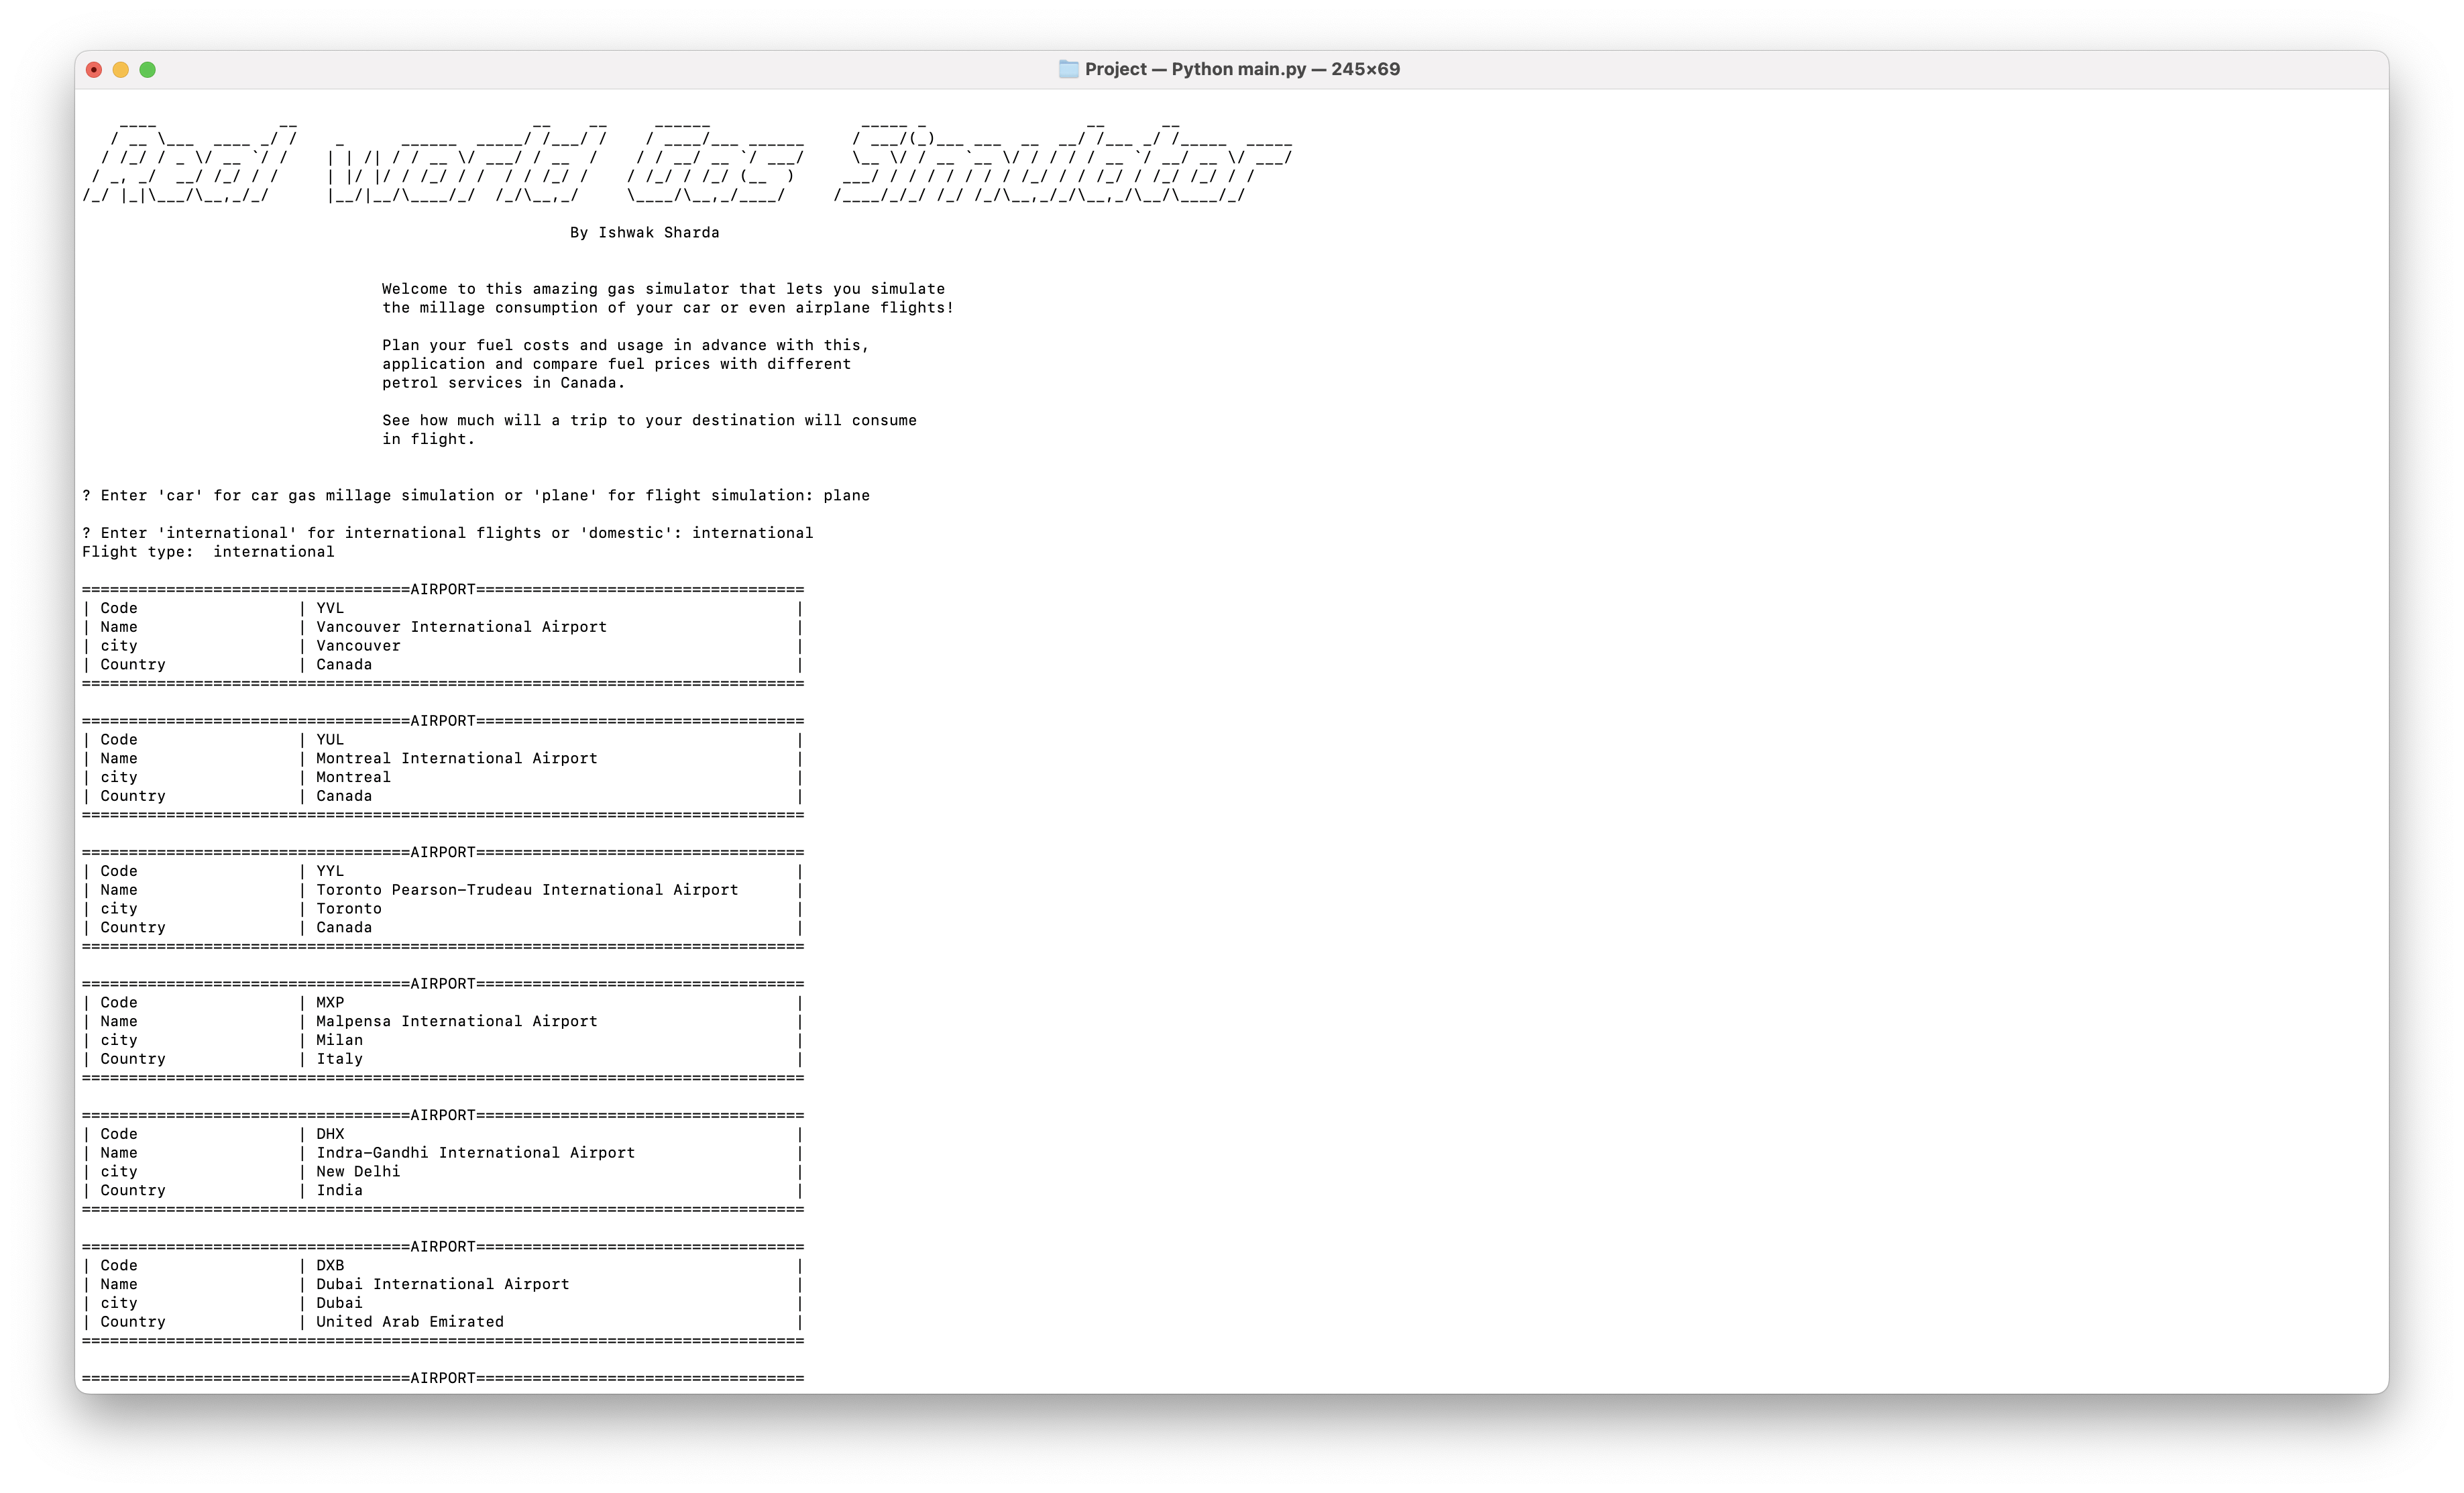 Project — Python main.py — 245×69
Real world Gas Simulator
By Ishwak Sharda
Welcome to this amazing gas simulator that lets you simulate
the millage consumption of your car or even airplane flights!
Plan your fuel costs and usage in advance with this,
application and compare fuel prices with different
petrol services in Canada.
See how much will a trip to your destination will consume
in flight.
? Enter 'car' for car gas millage simulation or 'plane' for flight simulation: plane
? Enter 'international' for international flights or 'domestic': international
Flight type:  international
===================================AIRPORT===================================
| Code                 | YVL                                                |
| Name                 | Vancouver International Airport                    |
| city                 | Vancouver                                          |
| Country              | Canada                                             |
=============================================================================
===================================AIRPORT===================================
| Code                 | YUL                                                |
| Name                 | Montreal International Airport                     |
| city                 | Montreal                                           |
| Country              | Canada                                             |
=============================================================================
===================================AIRPORT===================================
| Code                 | YYL                                                |
| Name                 | Toronto Pearson-Trudeau International Airport      |
| city                 | Toronto                                            |
| Country              | Canada                                             |
=============================================================================
===================================AIRPORT===================================
| Code                 | MXP                                                |
| Name                 | Malpensa International Airport                     |
| city                 | Milan                                              |
| Country              | Italy                                              |
=============================================================================
===================================AIRPORT===================================
| Code                 | DHX                                                |
| Name                 | Indra-Gandhi International Airport                 |
| city                 | New Delhi                                          |
| Country              | India                                              |
=============================================================================
===================================AIRPORT===================================
| Code                 | DXB                                                |
| Name                 | Dubai International Airport                        |
| city                 | Dubai                                              |
| Country              | United Arab Emirated                               |
=============================================================================
===================================AIRPORT===================================